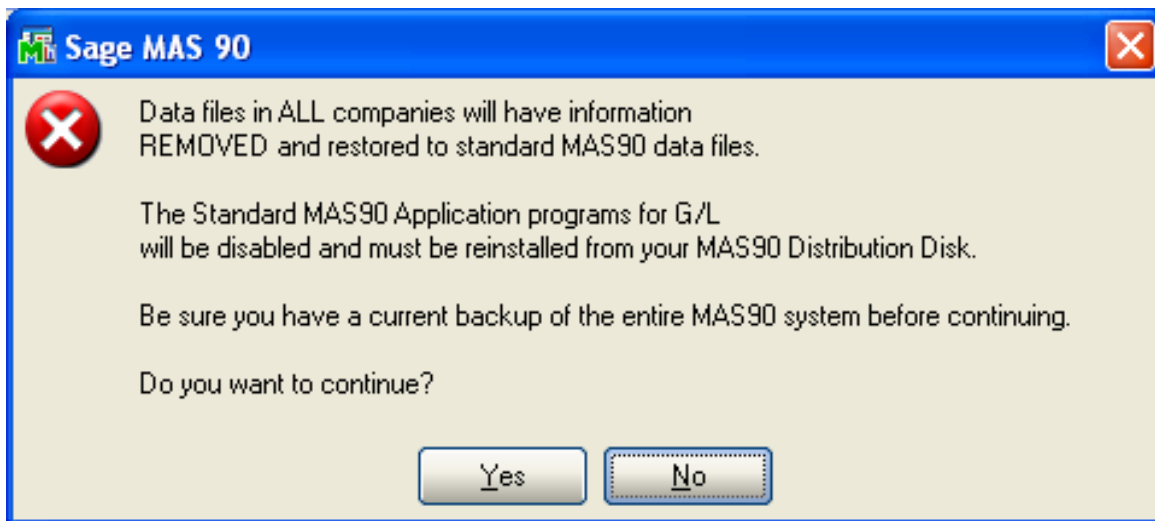 Sage MAS 90
Data files in ALL companies will have information
REMOVED and restored to standard MAS90 data files.
The Standard MAS90 Application programs for G/L
will be disabled and must be reinstalled from your MAS90 Distribution Disk.
Be sure you have a current backup of the entire MAS90 system before continuing.
Do you want to continue?
Yes
No